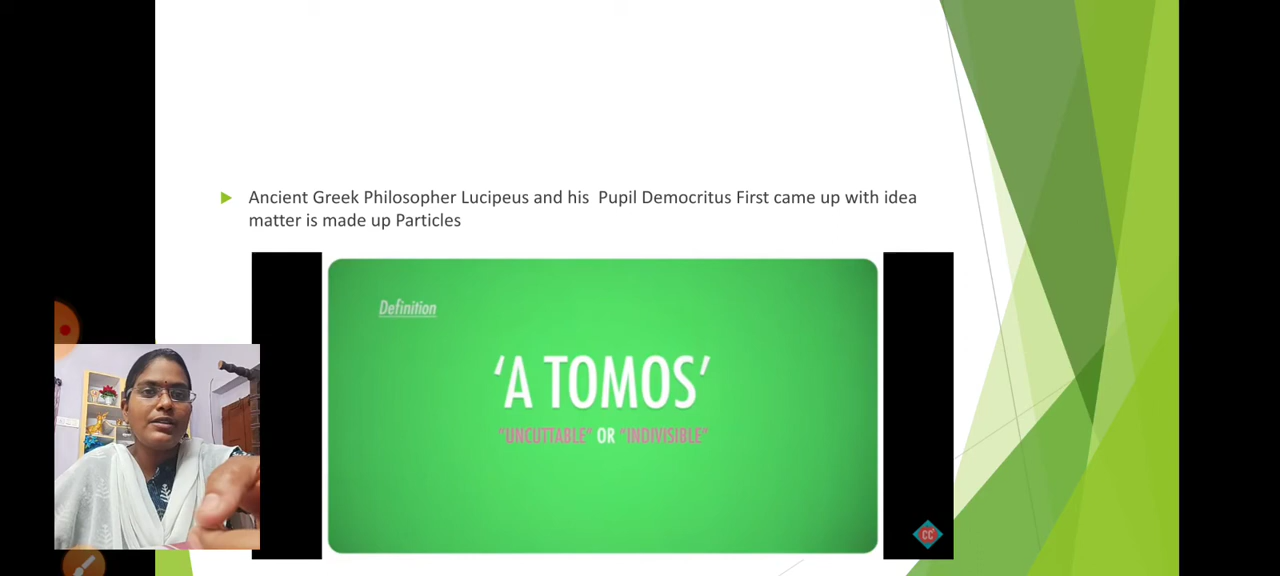 Ancient Greek Philosopher Lucipeus and his Pupil Democritus First came up with idea
matter is made up Particles
Definition
'A TOMOS'
"UNCUTTABLE" OR "INDIVISIBLE"
CC